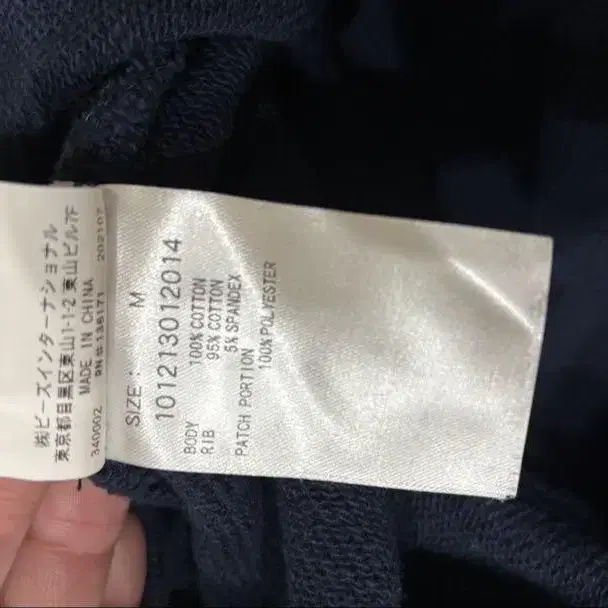 ㈱ビーズインターナショナル
東京都目黒区東山1-1-2 東山ビル7F
MADE IN CHINA
RN#:136171
340002 202107
SIZE : M
101213012014
BODY 100% COTTON
RIB 95% COTTON
5% SPANDEX
PATCH PORTION
100% POLYESTER